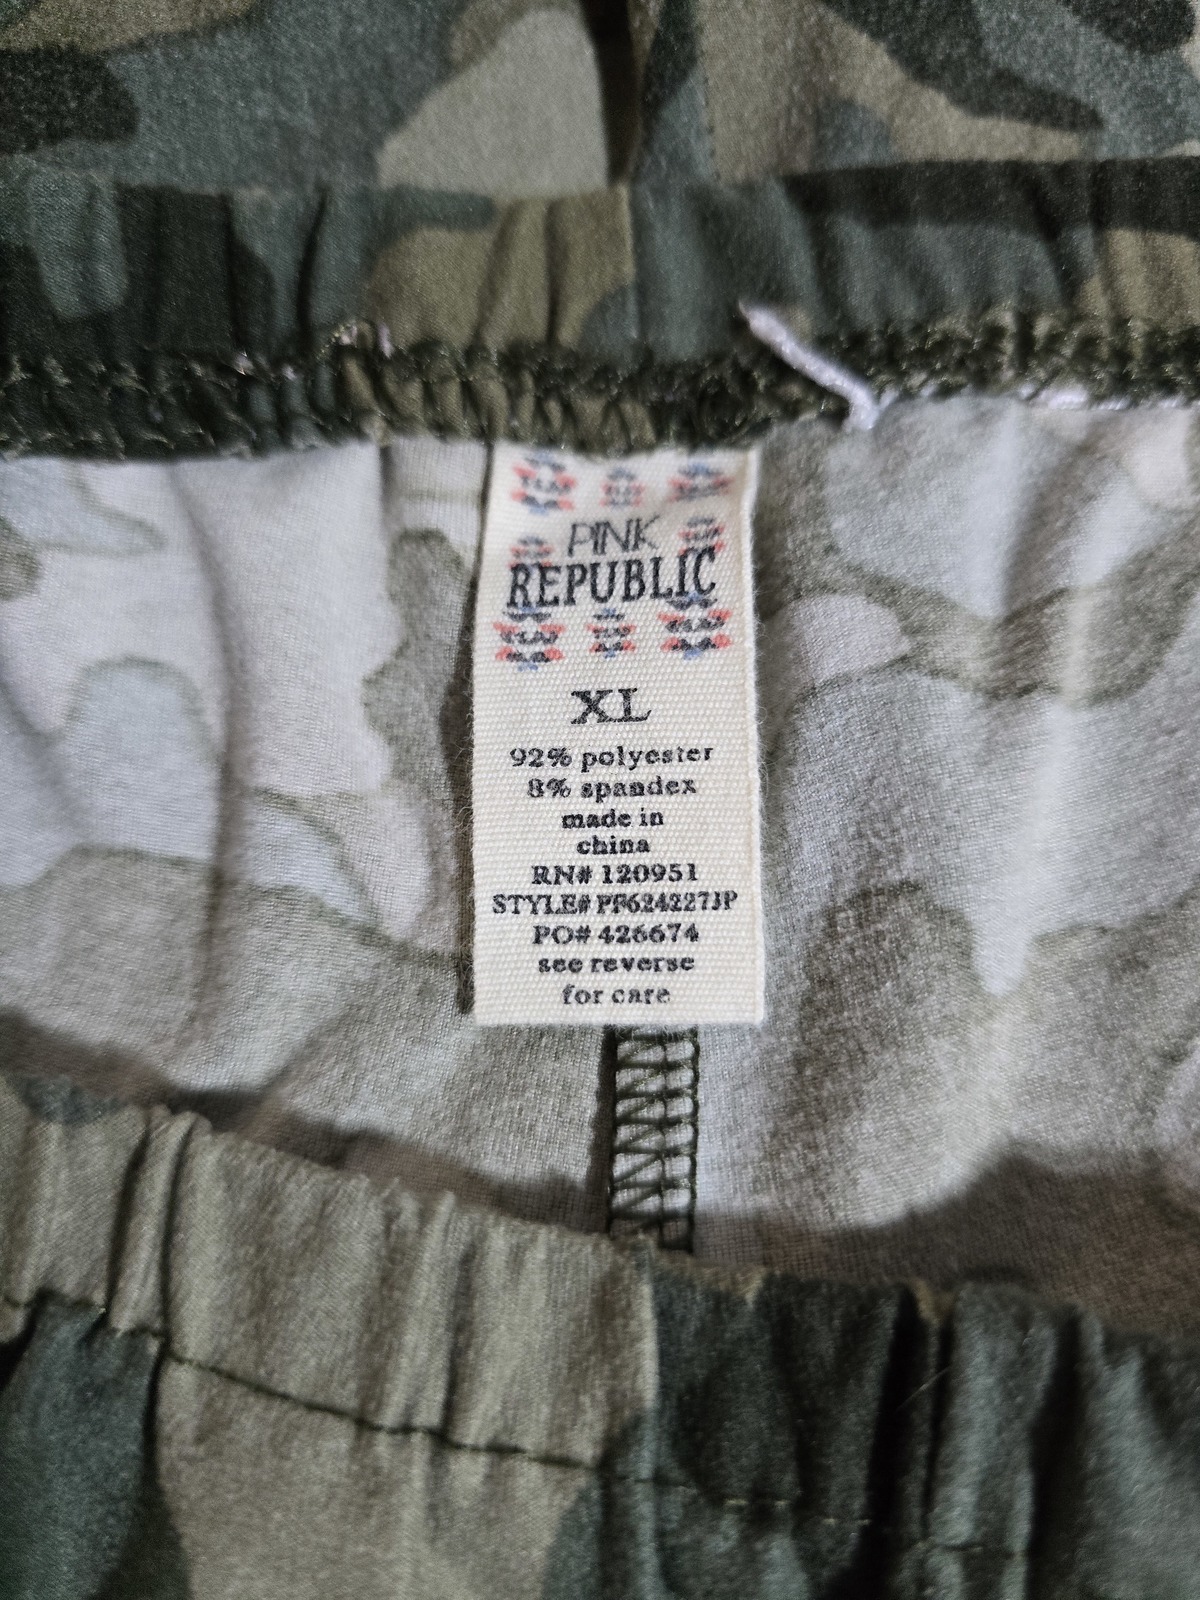 PINK
REPUBLIC
XL
92% polyester
8% spandex
made in
china
RN# 120951
STYLE# PF624227JP
PO# 426674
see reverse
for care